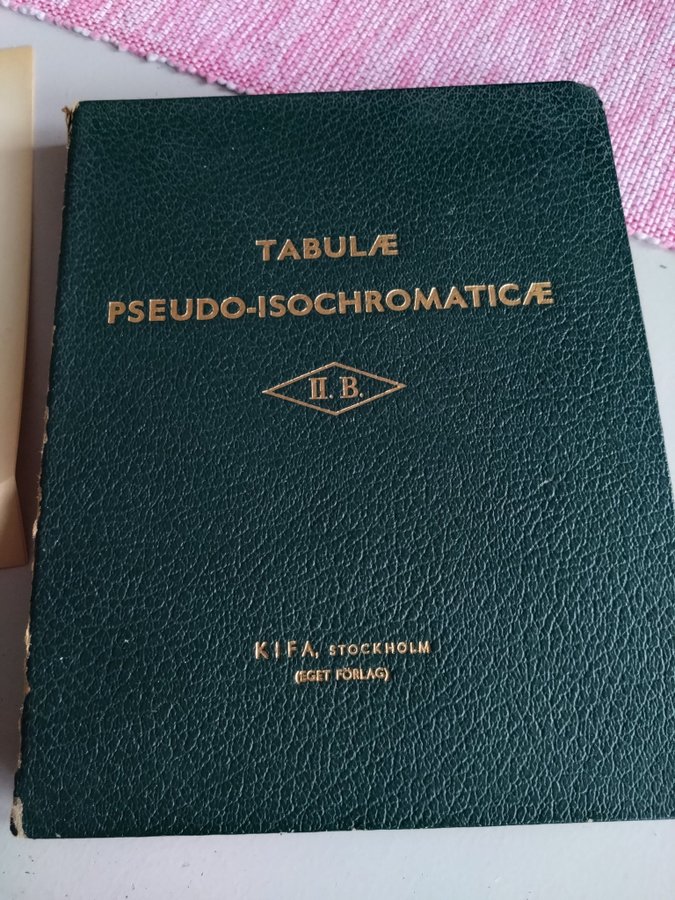 TABULÆ
PSEUDO-ISOCHROMATICÆ
II. B.
KIFA, STOCKHOLM
(EGET FÖRLAG)